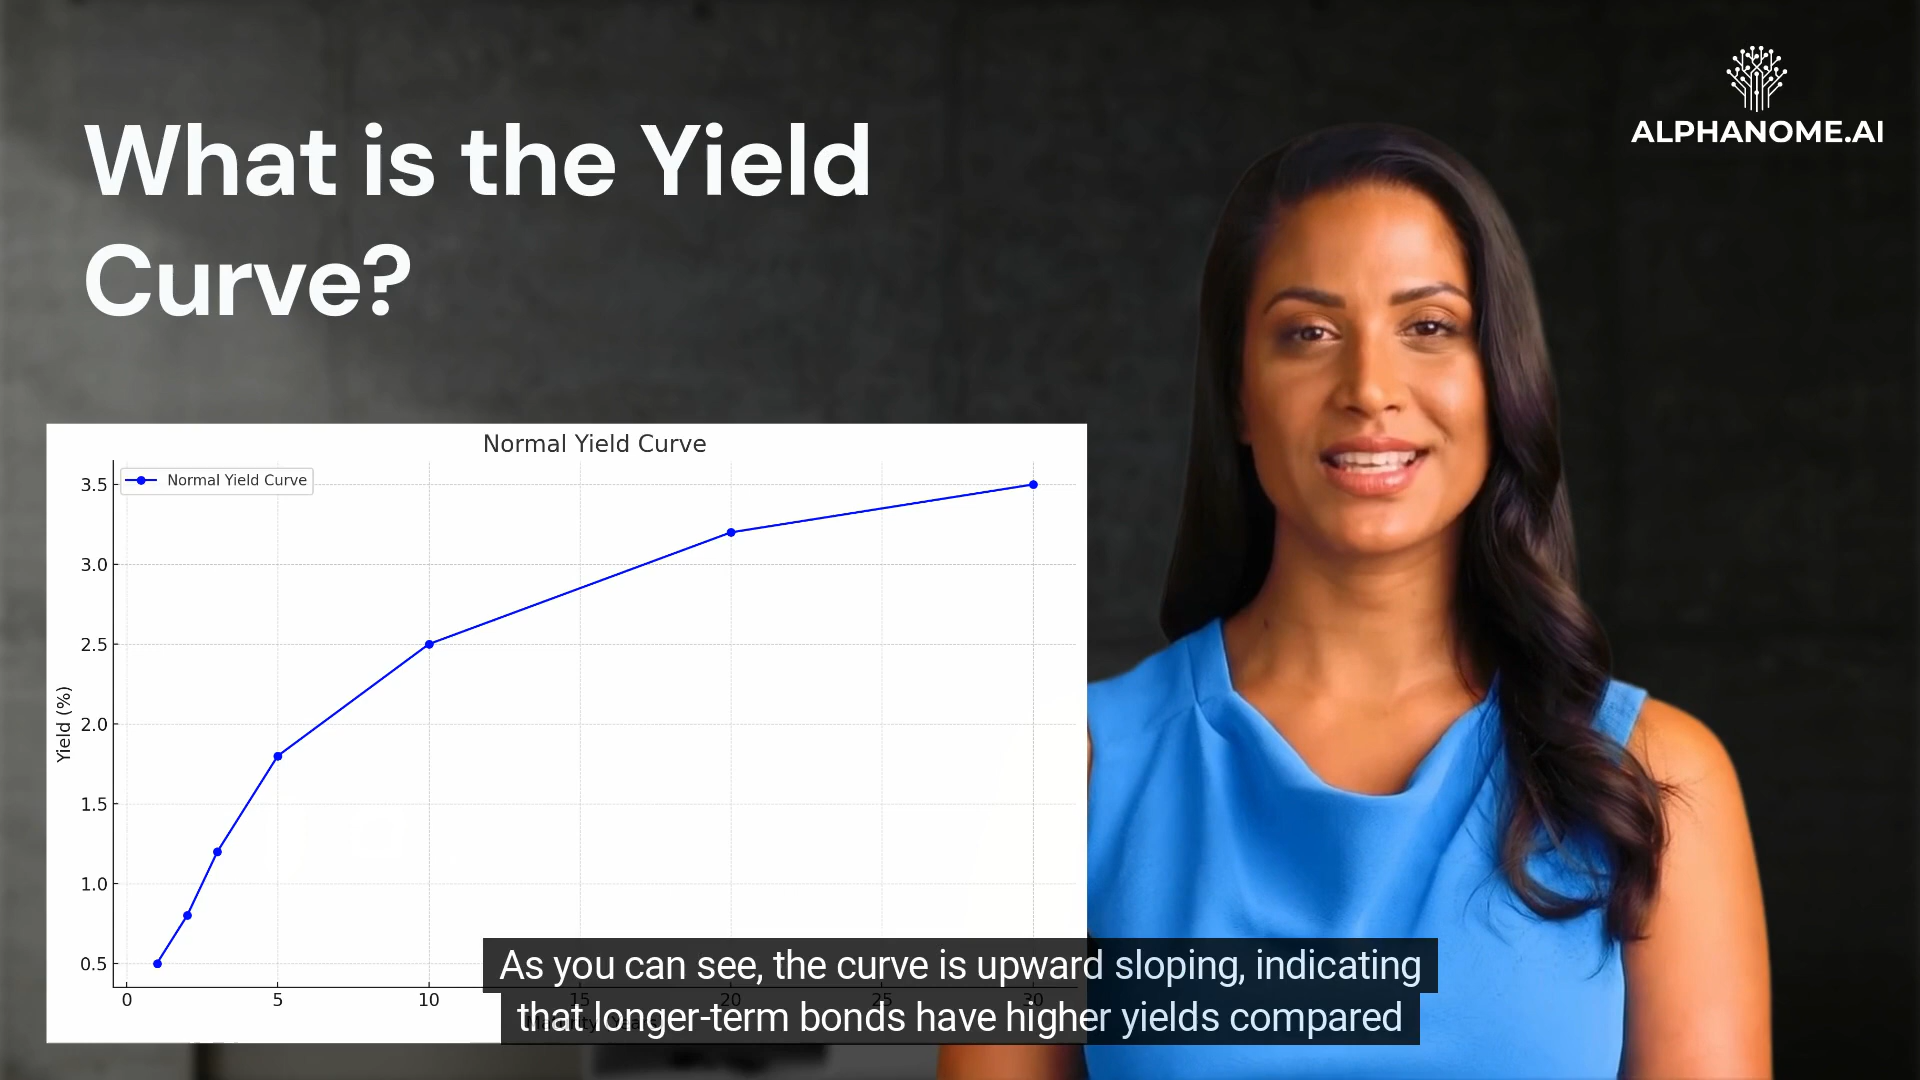 ALPHANOME.AI
What is the Yield
Curve?
Normal Yield Curve
Normal Yield Curve
Yield (%)
3.5
3.0
2.5
2.0
1.5
1.0
0.5
0 5 10 15 20 25 30
As you can see, the curve is upward sloping, indicating
that longer-term bonds have higher yields compared